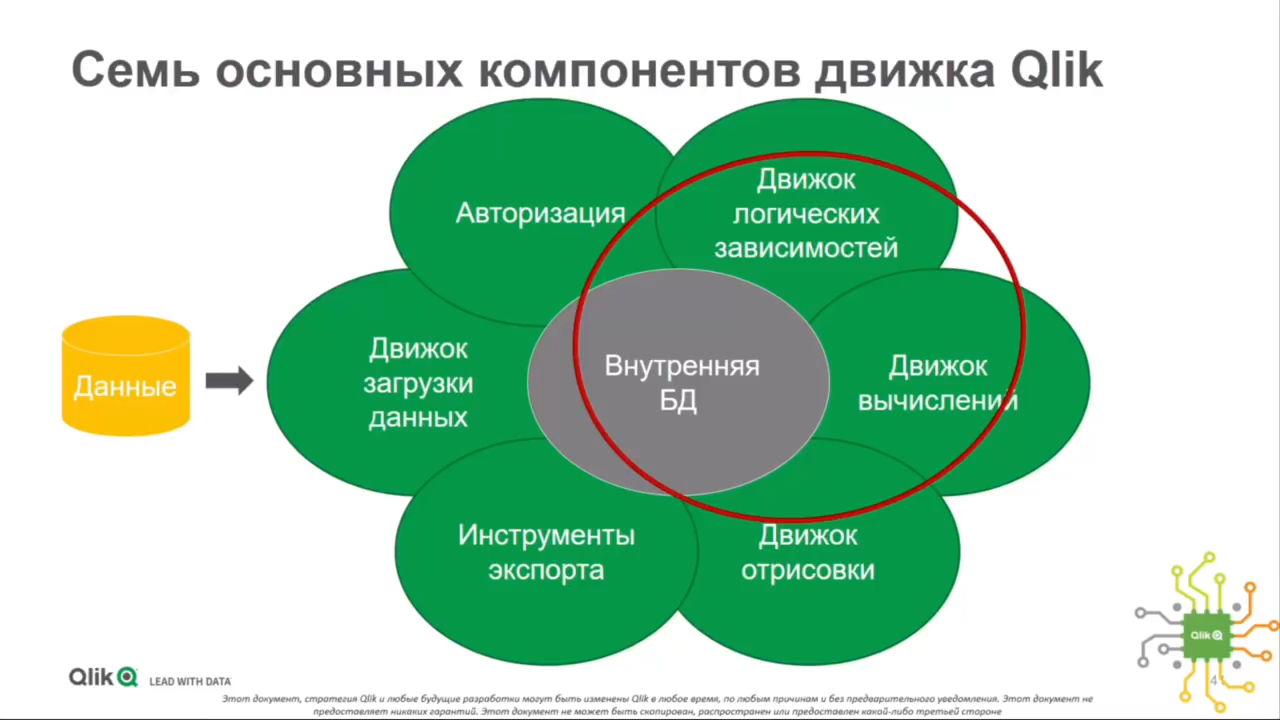 Семь основных компонентов движка Qlik
Авторизация
Движок
логических
зависимостей
Данные
Движок
загрузки
данных
Внутренняя
БД
Движок
вычислений
Инструменты
экспорта
Движок
отрисовки
Qlik
Qlik LEAD WITH DATA
41
Этот документ, стратегия Qlik и любые будущие разработки могут быть изменены Qlik в любое время, по любым причинам и без предварительного уведомления. Этот документ не
предоставляет никаких гарантий. Этот документ не может быть скопирован, распространен или предоставлен какой-либо третьей стороне